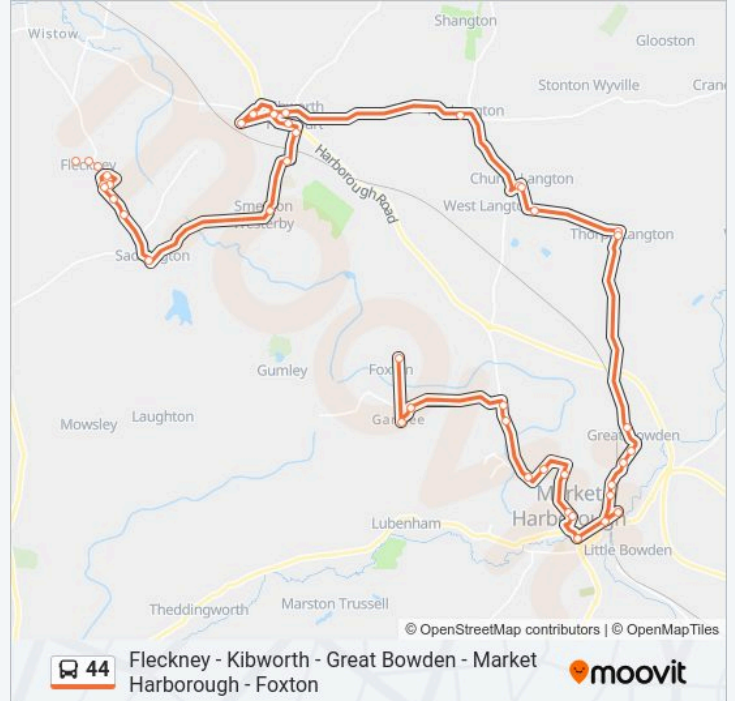 Shangton
Wistow
Glooston
Stonton Wyville
Cran
Fleckney
Harborough Road
Church Langton
West Langton
Smeeton
Westerby
Thorpe Langton
Saddington
Gumley
Foxton
Mowsley
Laughton
Great Bowden
Market
Harborough
Lubenham
Little Bowden
Theddingworth
Marston Trussell
© OpenStreetMap contributors | © OpenMapTiles
44
Fleckney - Kibworth - Great Bowden - Market
Harborough - Foxton
moovit